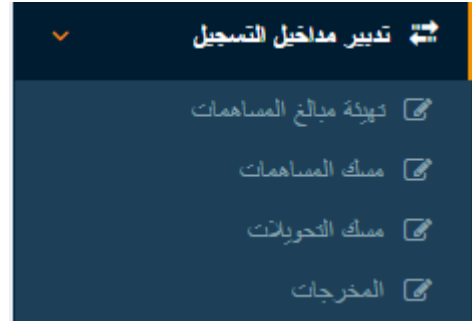 تدبير مداخيل التسجيل
تهيئة مبالغ المساهمات
مسك المساهمات
مسك التحويلات
المخرجات